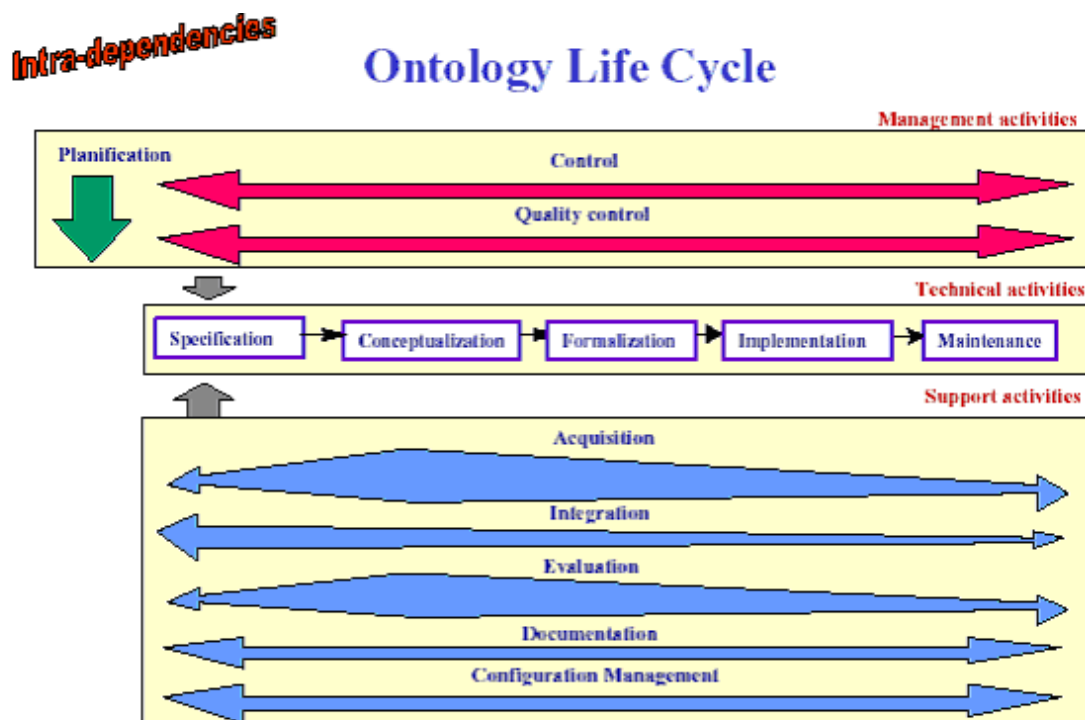 Intra-dependencies
Ontology Life Cycle
Management activities
Planification
Control
Quality control
Technical activities
Specification
Conceptualization
Formalization
Implementation
Maintenance
Support activities
Acquisition
Integration
Evaluation
Documentation
Configuration Management